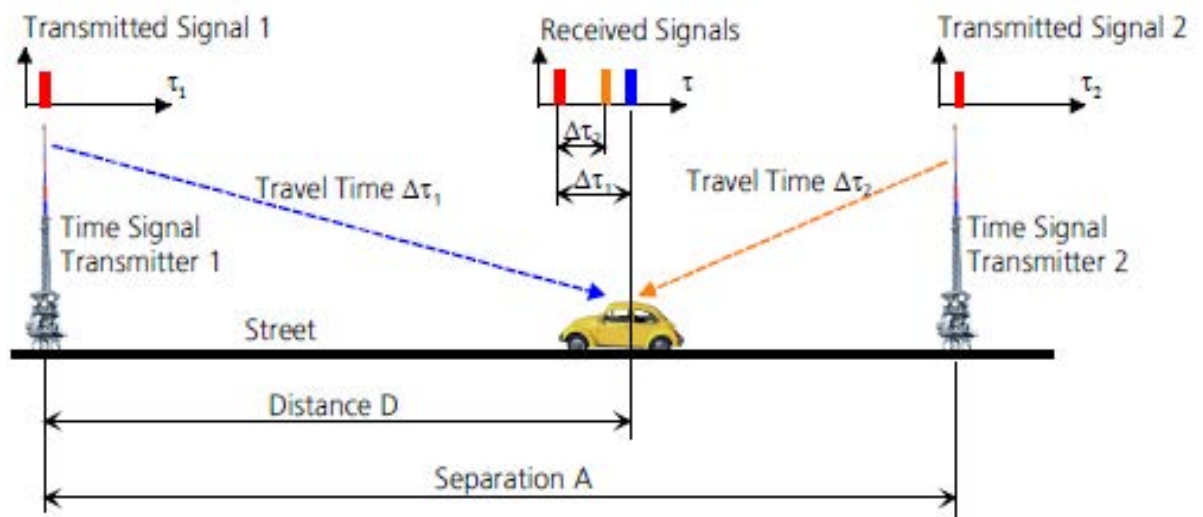 Transmitted Signal 1
Received Signals
Transmitted Signal 2
τ₁
τ
τ₂
Δτ₂
Δτ₁
Travel Time Δτ₁
Travel Time Δτ₂
Time Signal
Transmitter 1
Time Signal
Transmitter 2
Street
Distance D
Separation A